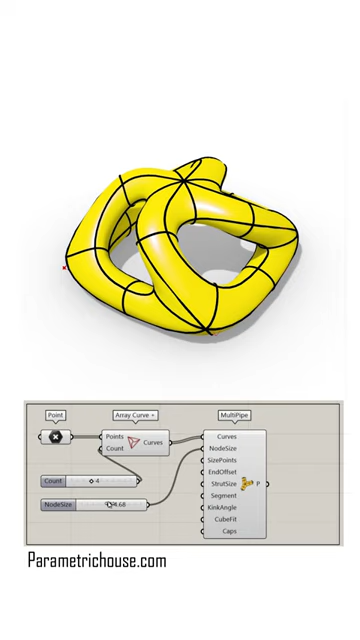 Point
Array Curve
MultiPipe
Points
Count
Curves
Curves
NodeSize
SizePoints
EndOffset
StrutSize
Segment
KinkAngle
CubeFit
Caps
P
Count
4
NodeSize
Parametrichouse.com